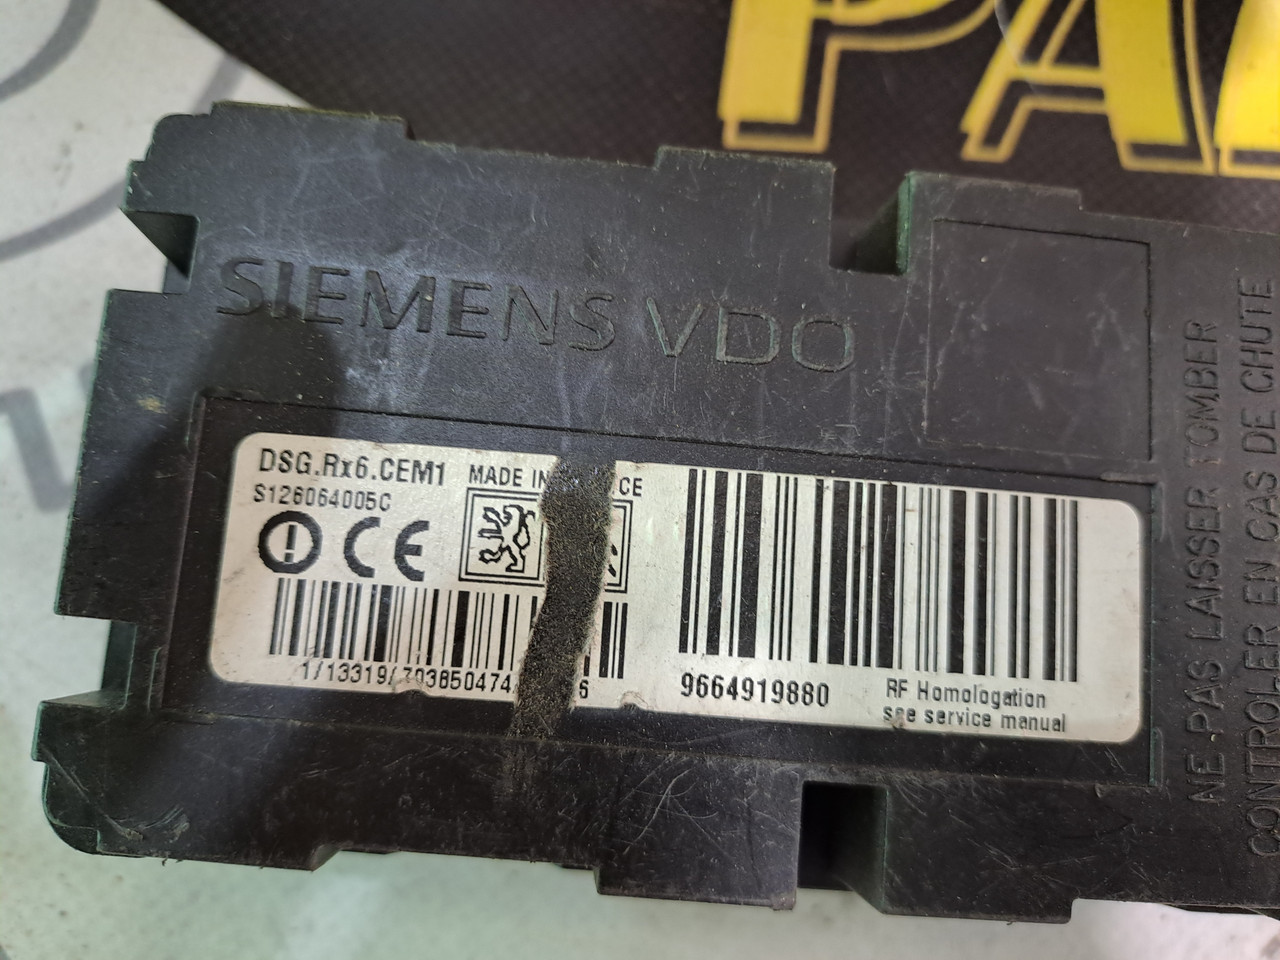 SIEMENS VDO
DSG.Rx6.CEM1
MADE IN
S126064005C
CE
9664919880
RF Homologation
see service manual
NE PAS LAISSER TOMBER
CONTROLER EN CAS DE CHUTE